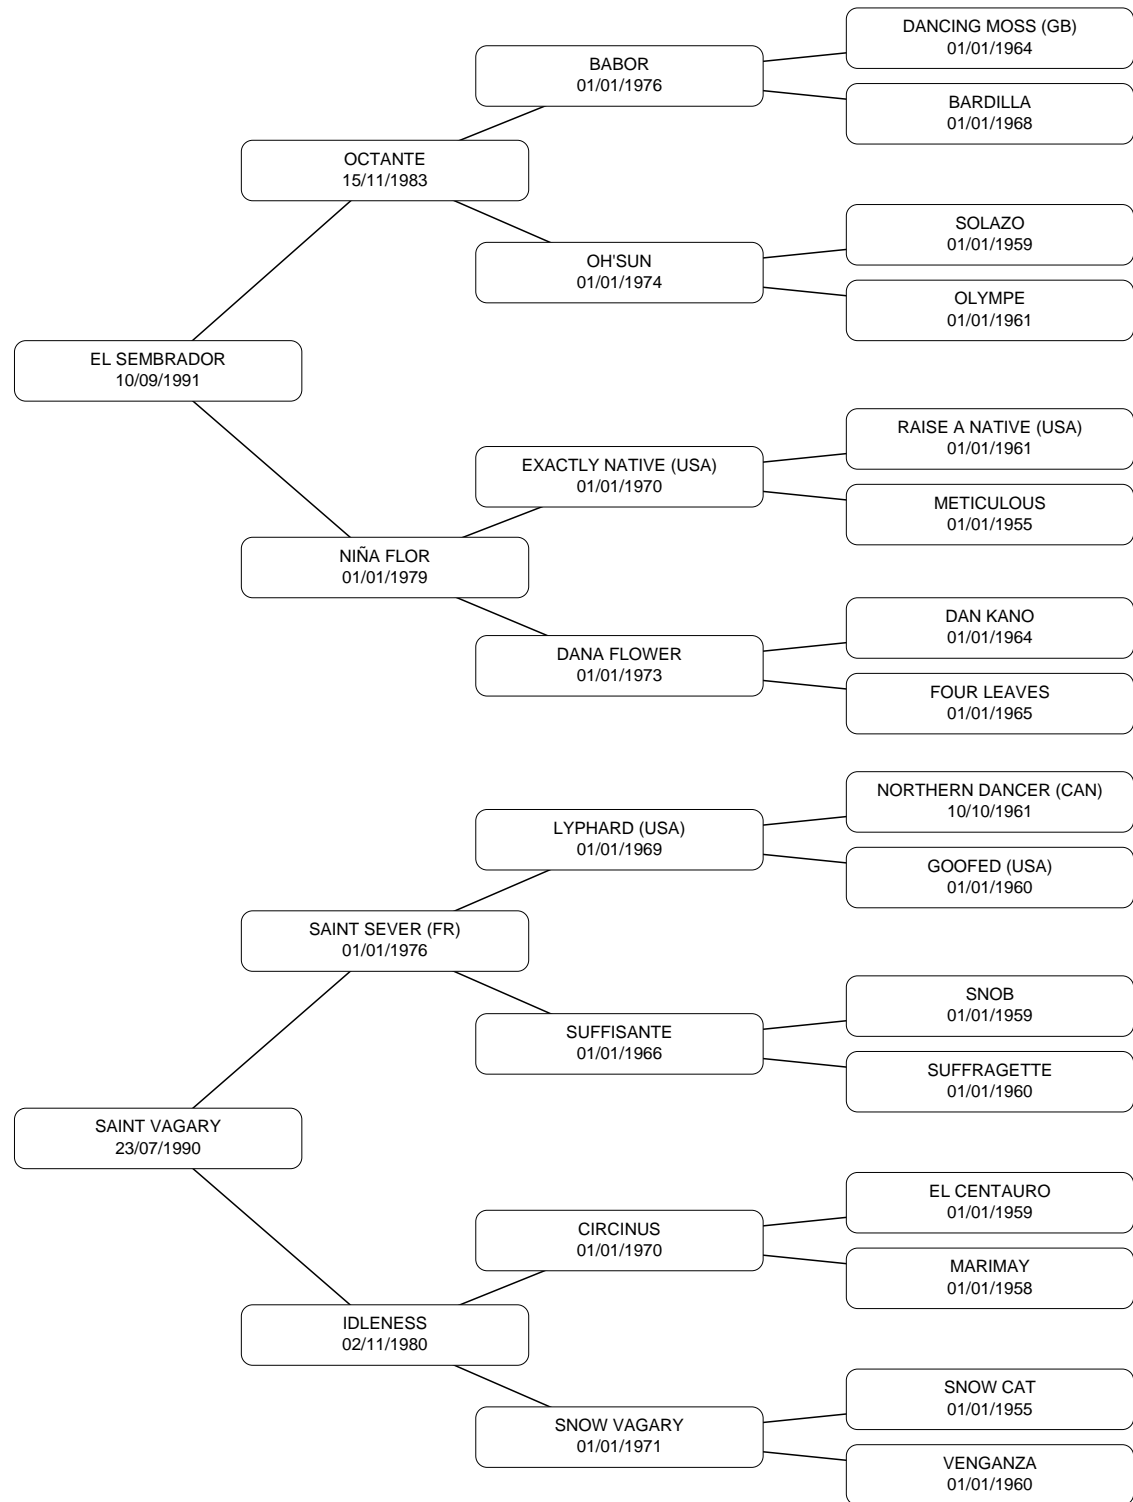 DANCING MOSS (GB)
01/01/1964
BABOR
01/01/1976
BARDILLA
01/01/1968
OCTANTE
15/11/1983
SOLAZO
01/01/1959
OH'SUN
01/01/1974
OLYMPE
01/01/1961
EL SEMBRADOR
10/09/1991
RAISE A NATIVE (USA)
01/01/1961
EXACTLY NATIVE (USA)
01/01/1970
METICULOUS
01/01/1955
NIÑA FLOR
01/01/1979
DAN KANO
01/01/1964
DANA FLOWER
01/01/1973
FOUR LEAVES
01/01/1965
NORTHERN DANCER (CAN)
10/10/1961
LYPHARD (USA)
01/01/1969
GOOFED (USA)
01/01/1960
SAINT SEVER (FR)
01/01/1976
SNOB
01/01/1959
SUFFISANTE
01/01/1966
SUFFRAGETTE
01/01/1960
SAINT VAGARY
23/07/1990
EL CENTAURO
01/01/1959
CIRCINUS
01/01/1970
MARIMAY
01/01/1958
IDLENESS
02/11/1980
SNOW CAT
01/01/1955
SNOW VAGARY
01/01/1971
VENGANZA
01/01/1960